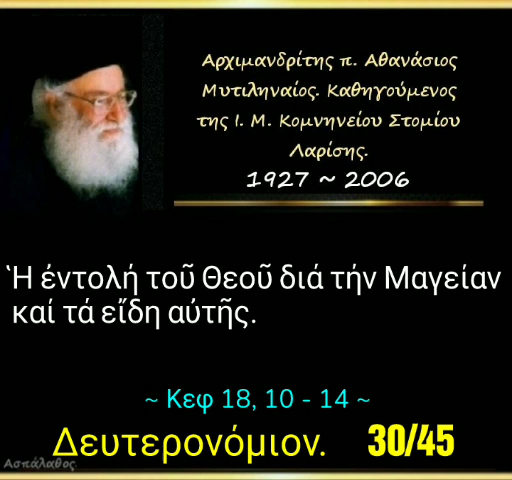 Αρχιμανδρίτης π. Αθανάσιος
Μυτιληναίος. Καθηγούμενος
της Ι. Μ. Κομνηνείου Στομίου
Λαρίσης.
1927 ~ 2006
Ἡ ἐντολή τοῦ Θεοῦ διά τήν Μαγείαν
καί τά εἴδη αὐτῆς.
~ Κεφ 18, 10 - 14 ~
Δευτερονόμιον. 30/45
Ασπάλαθος